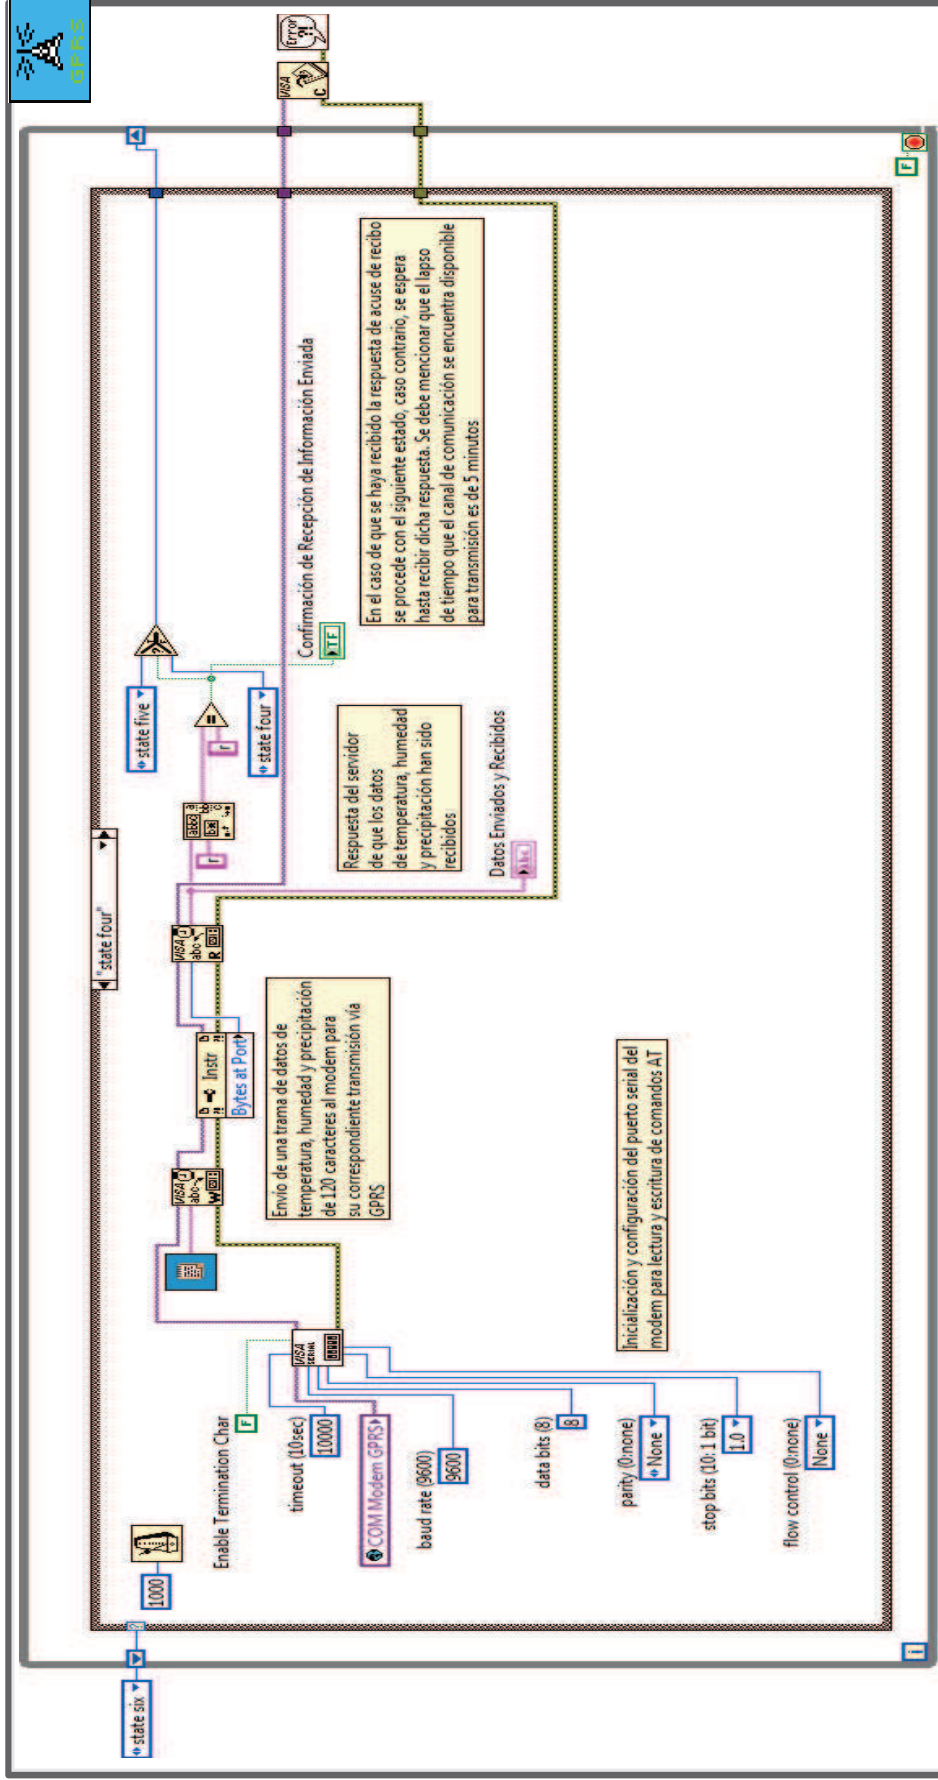 GPRS
state six
"state four"
1000
Enable Termination Char
F
timeout (10sec)
10000
COM Modem GPRS
baud rate (9600)
9600
data bits (8)
8
parity (0:none)
None
stop bits (10: 1 bit)
1.0
flow control (0:none)
None
VISA
SERIAL
Inicialización y configuración del puerto serial del
modem para lectura y escritura de comandos AT
VISA
abc
W
Envío de una trama de datos de
temperatura, humedad y precipitación
de 120 caracteres al modem para
su correspondiente transmisión vía
GPRS
Instr
Bytes at Port
VISA
abc
R
r
r
=
state five
state four
?
Respuesta del servidor
de que los datos
de temperatura, humedad
y precipitación han sido
recibidos
Datos Enviados y Recibidos
abc
Confirmación de Recepción de Información Enviada
TF
En el caso de que se haya recibido la respuesta de acuse de recibo
se procede con el siguiente estado, caso contrario, se espera
hasta recibir dicha respuesta. Se debe mencionar que el lapso
de tiempo que el canal de comunicación se encuentra disponible
para transmisión es de 5 minutos
VISA
C
Error
?!
F
i